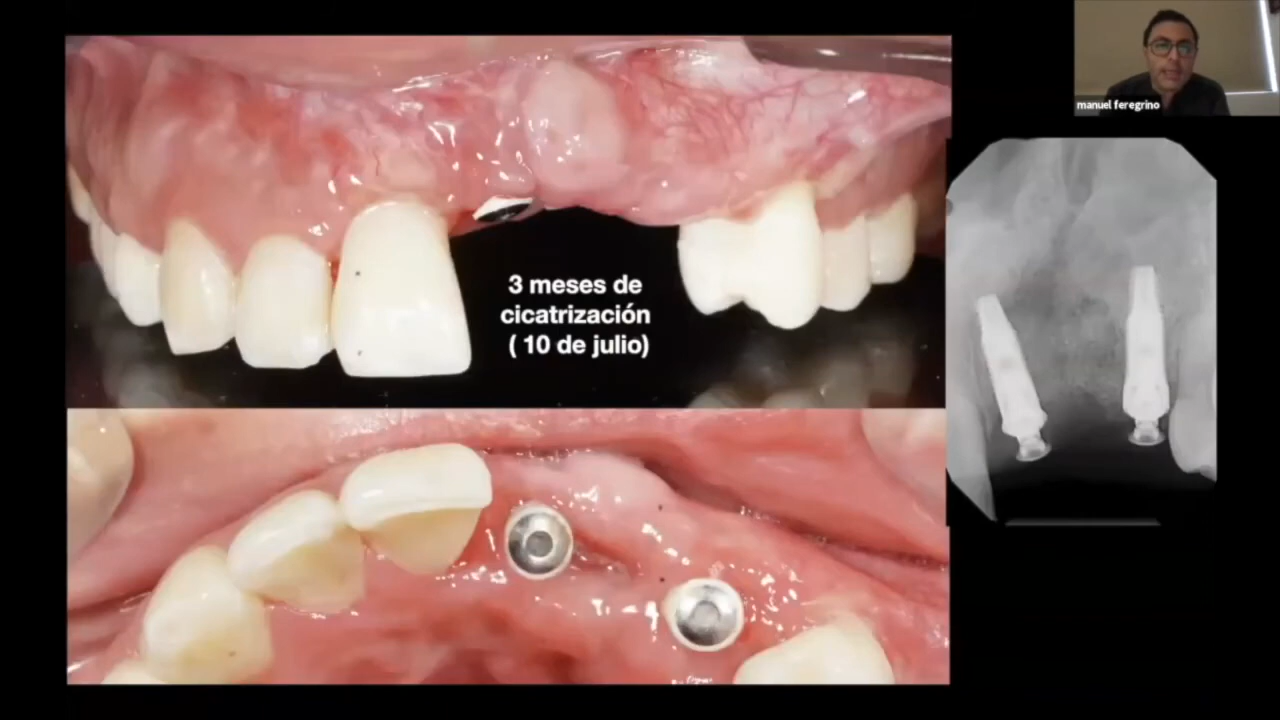 manuel feregrino
3 meses de
cicatrización
( 10 de julio)